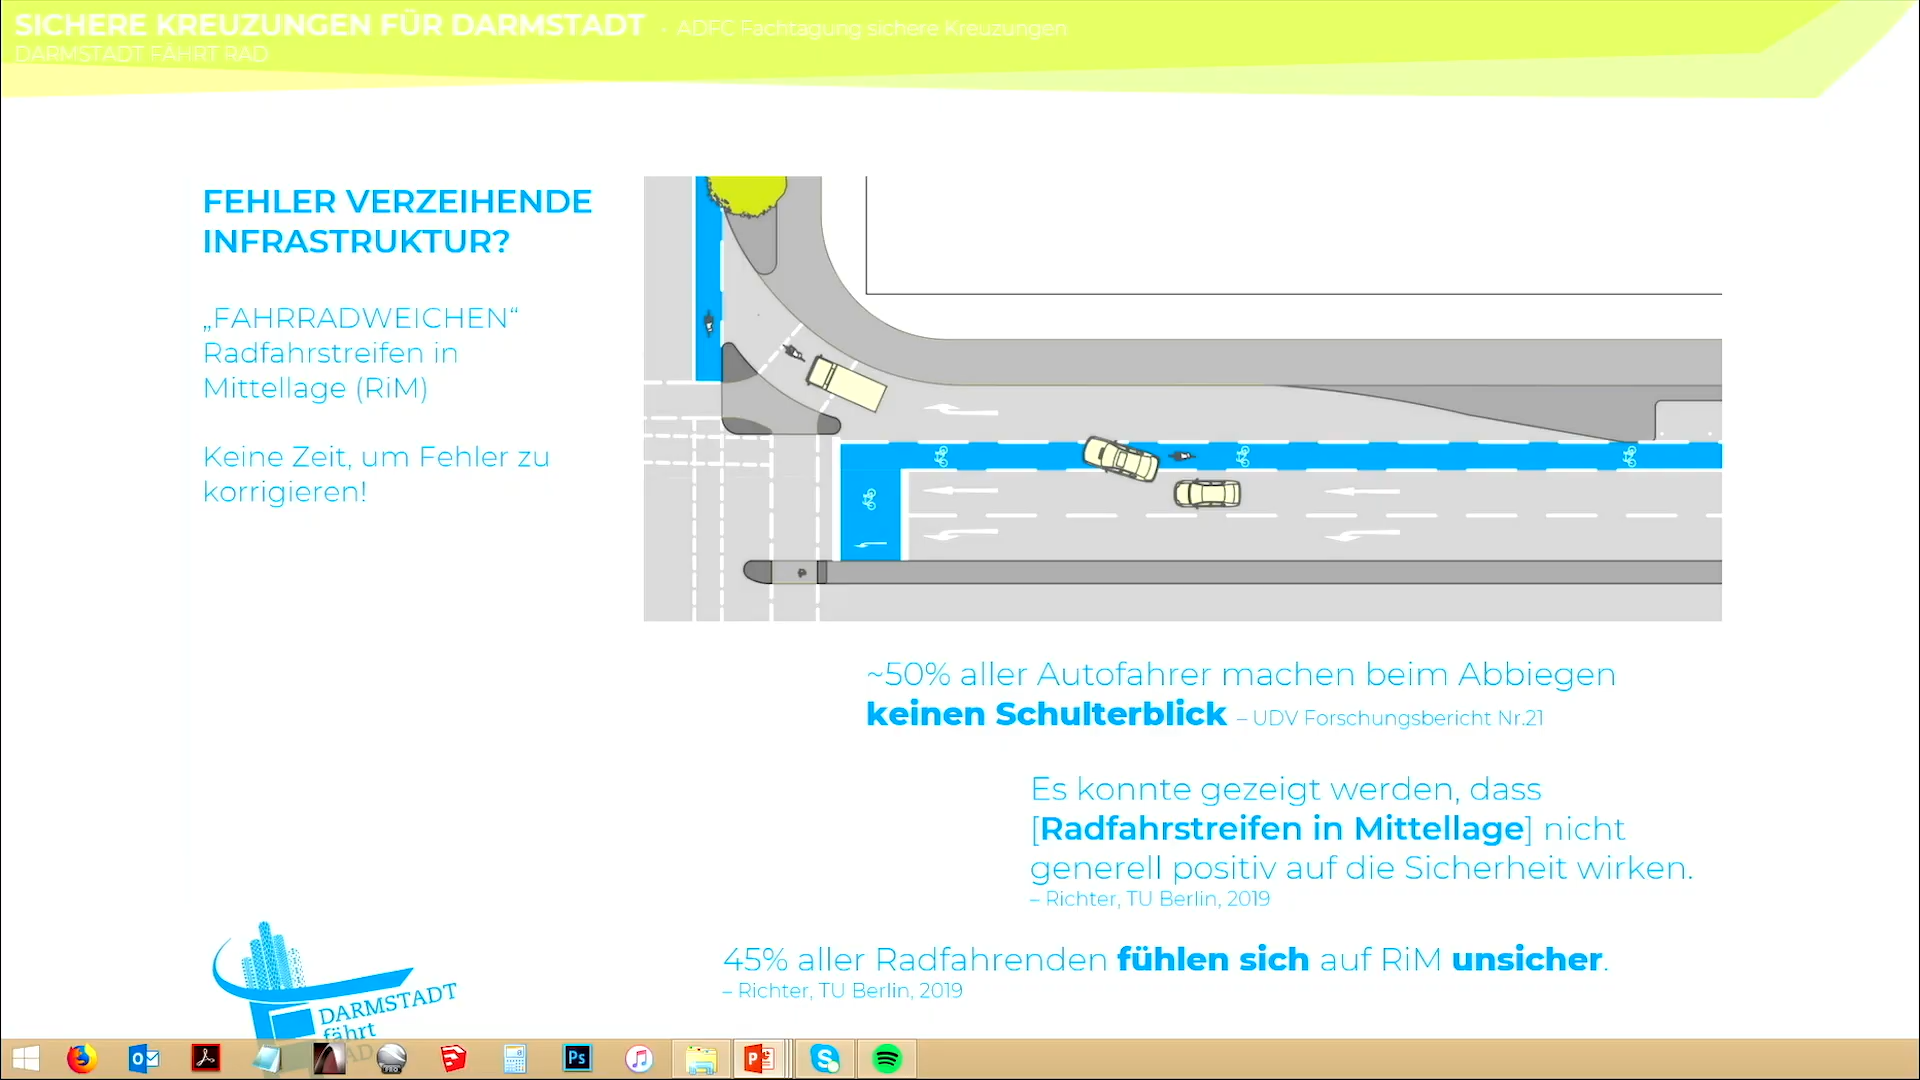 SICHERE KREUZUNGEN FÜR DARMSTADT - ADFC Fachtagung sichere Kreuzungen
DARMSTADT FÄHRT RAD
FEHLER VERZEIHENDE
INFRASTRUKTUR?
„FAHRRADWEICHEN“
Radfahrstreifen in
Mittellage (RiM)
Keine Zeit, um Fehler zu
korrigieren!
~50% aller Autofahrer machen beim Abbiegen
keinen Schulterblick – UDV Forschungsbericht Nr.21
Es konnte gezeigt werden, dass
[Radfahrstreifen in Mittellage] nicht
generell positiv auf die Sicherheit wirken.
– Richter, TU Berlin, 2019
45% aller Radfahrenden fühlen sich auf RiM unsicher.
– Richter, TU Berlin, 2019
DARMSTADT
fährt
RAD